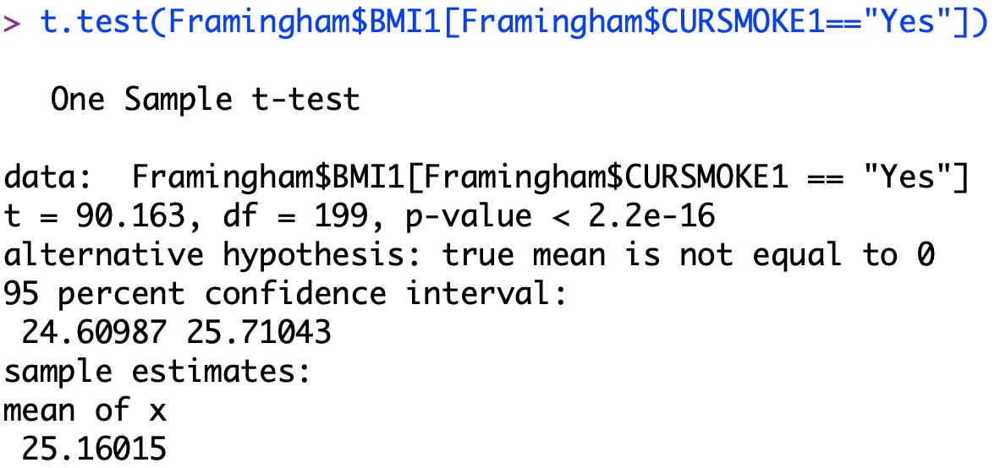 > t.test(Framingham$BMI1[Framingham$CURSMOKE1=="Yes"])
One Sample t-test
data:  Framingham$BMI1[Framingham$CURSMOKE1 == "Yes"]
t = 90.163, df = 199, p-value < 2.2e-16
alternative hypothesis: true mean is not equal to 0
95 percent confidence interval:
 24.60987 25.71043
sample estimates:
mean of x
 25.16015